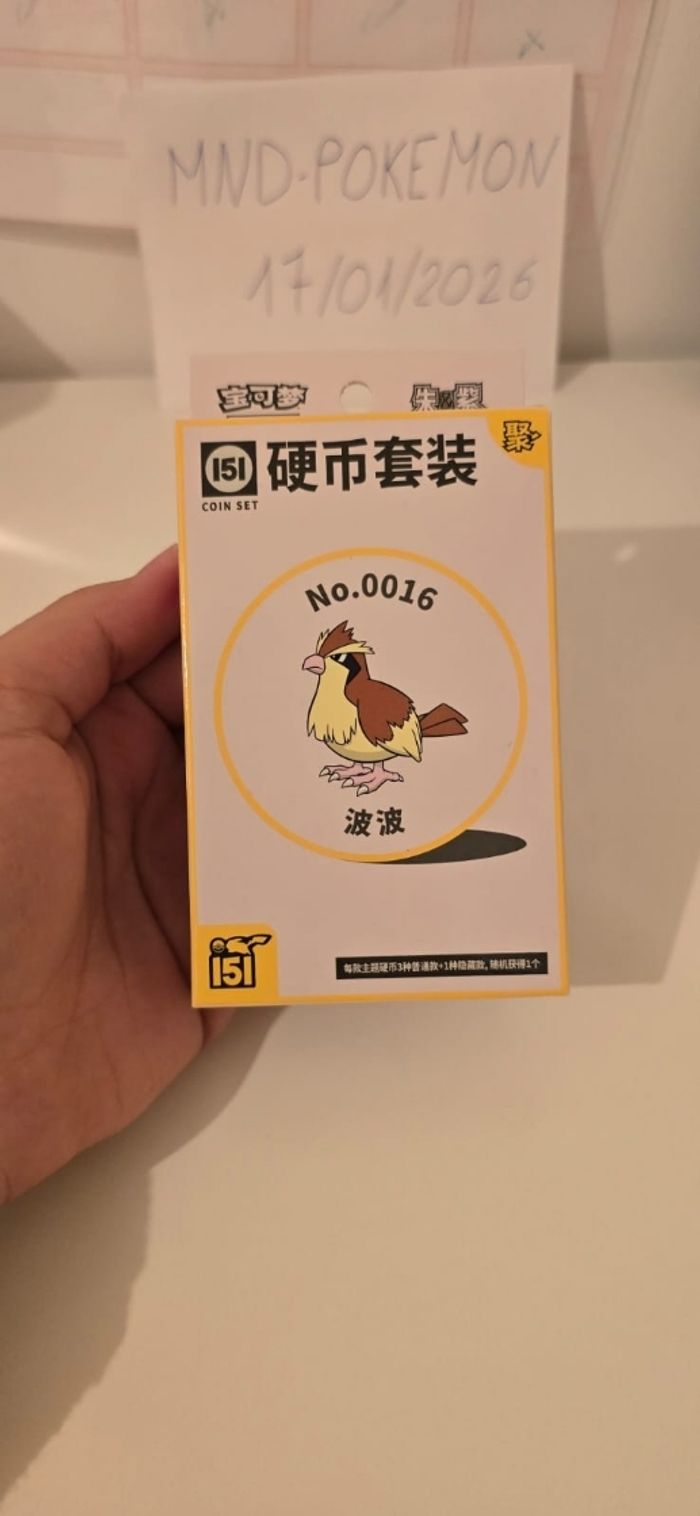 MND-POKEMON
17/01/2026
宝可梦 朱&紫
聚
151 硬币套装
COIN SET
No.0016
波波
151
每款主题硬币3种普通款+1种隐藏款, 随机获得1个